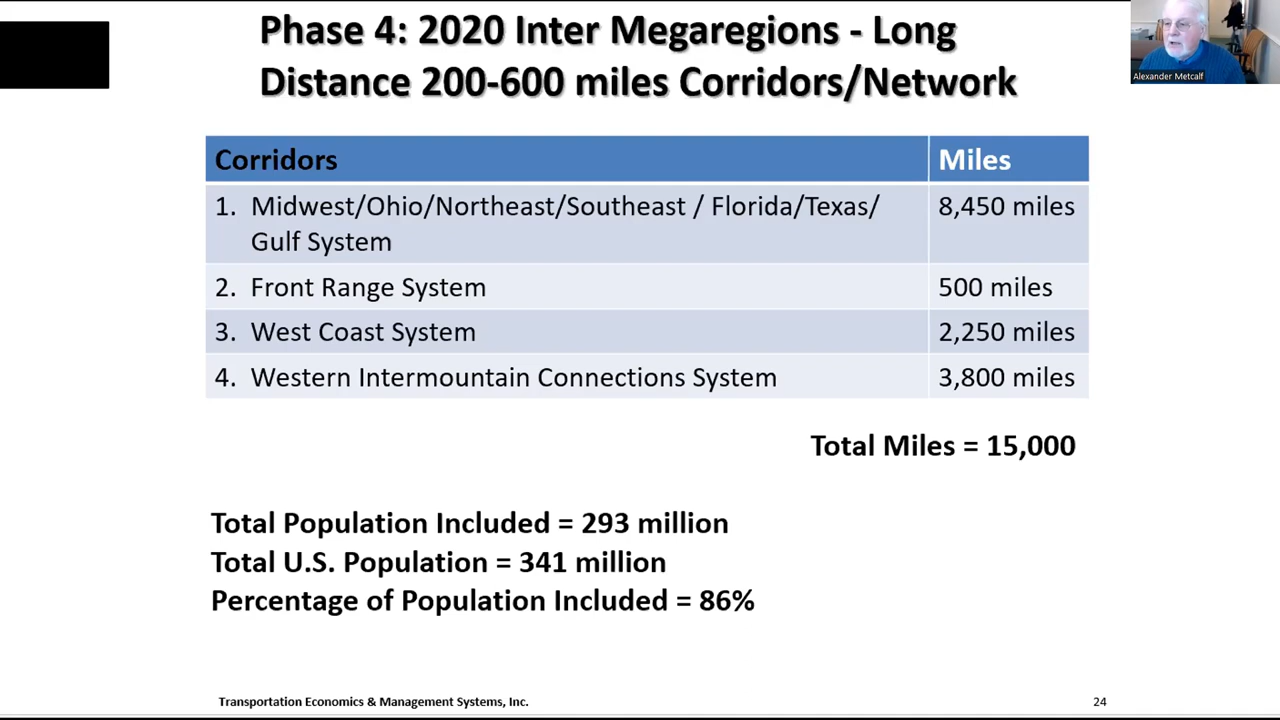 Phase 4: 2020 Inter Megaregions - Long
Distance 200-600 miles Corridors/Network
Alexander Metcalf
Corridors Miles
1. Midwest/Ohio/Northeast/Southeast / Florida/Texas/ 8,450 miles
Gulf System
2. Front Range System 500 miles
3. West Coast System 2,250 miles
4. Western Intermountain Connections System 3,800 miles
Total Miles = 15,000
Total Population Included = 293 million
Total U.S. Population = 341 million
Percentage of Population Included = 86%
Transportation Economics & Management Systems, Inc. 24